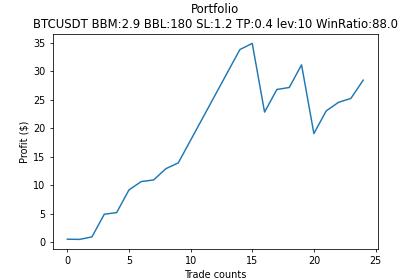 Portfolio
BTCUSDT BBM:2.9 BBL:180 SL:1.2 TP:0.4 lev:10 WinRatio:88.0
35
30
25
20
15
10
5
0
Profit ($)
0 5 10 15 20 25
Trade counts